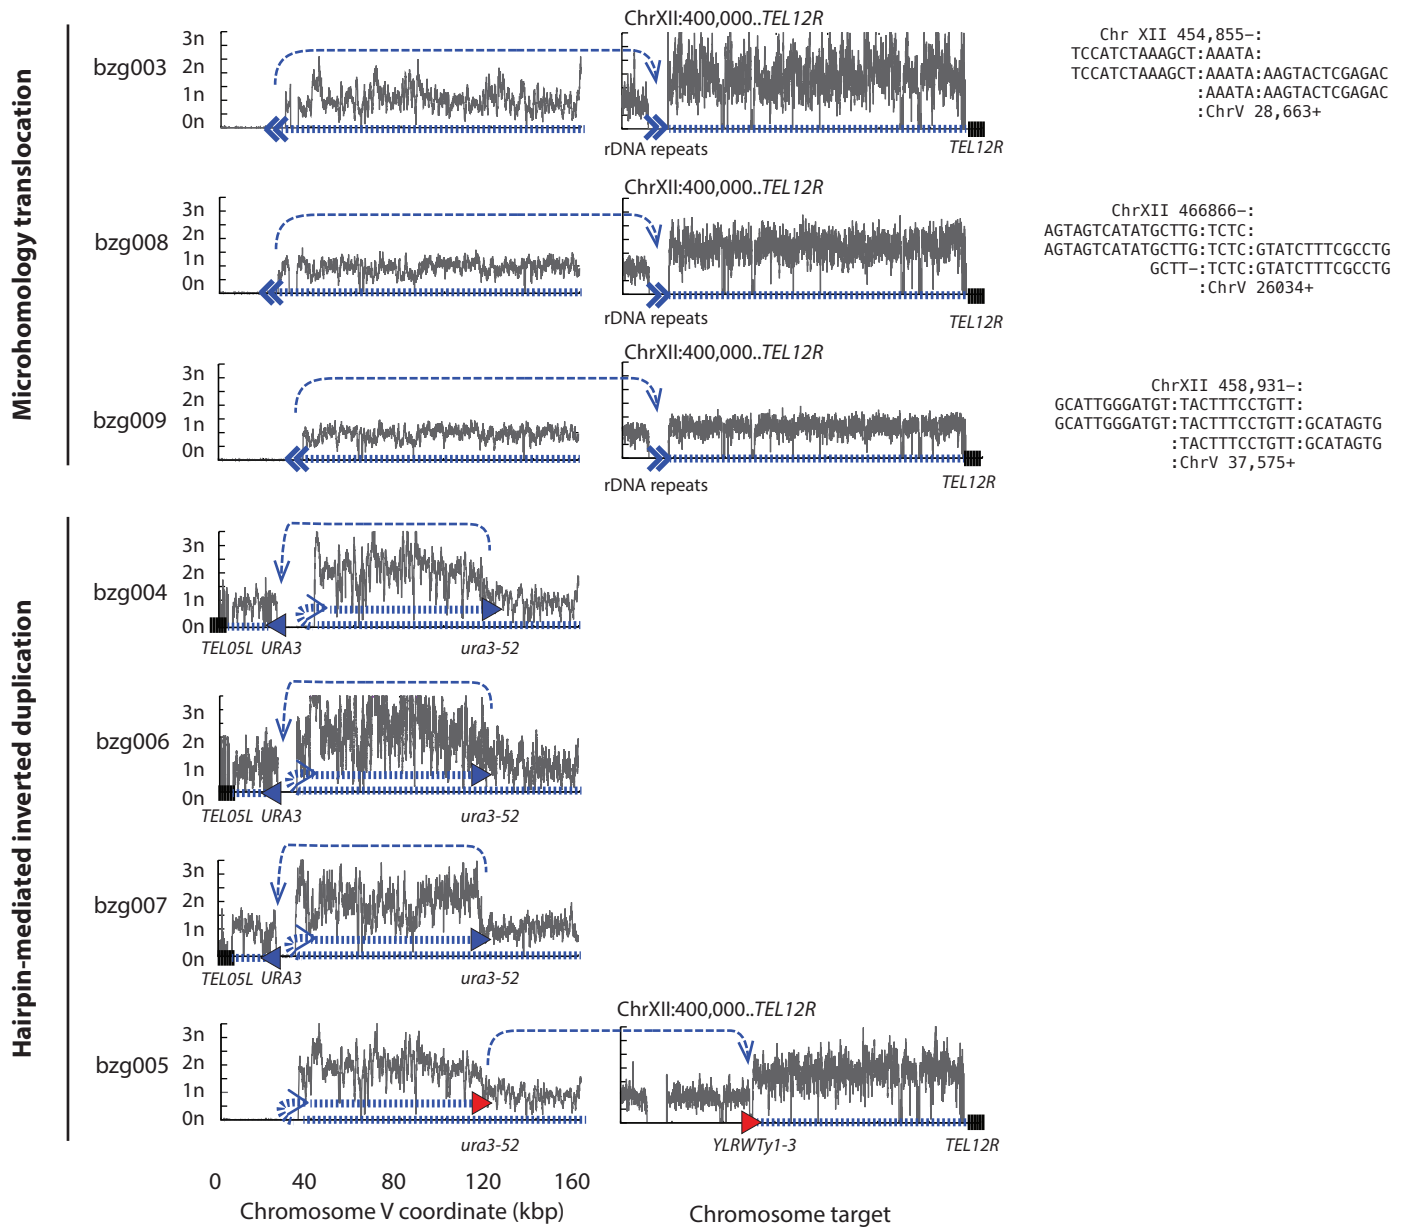 Microhomology translocation
bzg003
3n
2n
1n
0n
ChrXII:400,000..TEL12R
rDNA repeats
TEL12R
Chr XII 454,855–:
TCCATCTAAAGCT:AAATA:
TCCATCTAAAGCT:AAATA:AAGTACTCGAGAC
:AAATA:AAGTACTCGAGAC
:ChrV 28,663+
bzg008
3n
2n
1n
0n
ChrXII:400,000..TEL12R
rDNA repeats
TEL12R
ChrXII 466866–:
AGTAGTCATATGCTTG:TCTC:
AGTAGTCATATGCTTG:TCTC:GTATCTTTCGCCTG
GCTT–:TCTC:GTATCTTTCGCCTG
:ChrV 26034+
bzg009
3n
2n
1n
0n
ChrXII:400,000..TEL12R
rDNA repeats
TEL12R
ChrXII 458,931–:
GCATTGGGATGT:TACTTTCCTGTT:
GCATTGGGATGT:TACTTTCCTGTT:GCATAGTG
:TACTTTCCTGTT:GCATAGTG
:ChrV 37,575+
Hairpin-mediated inverted duplication
bzg004
3n
2n
1n
0n
TEL05L URA3
ura3-52
bzg006
3n
2n
1n
0n
TEL05L URA3
ura3-52
bzg007
3n
2n
1n
0n
TEL05L URA3
ura3-52
bzg005
3n
2n
1n
0n
ura3-52
ChrXII:400,000..TEL12R
YLRWTy1-3
TEL12R
0 40 80 120 160
Chromosome V coordinate (kbp)
Chromosome target